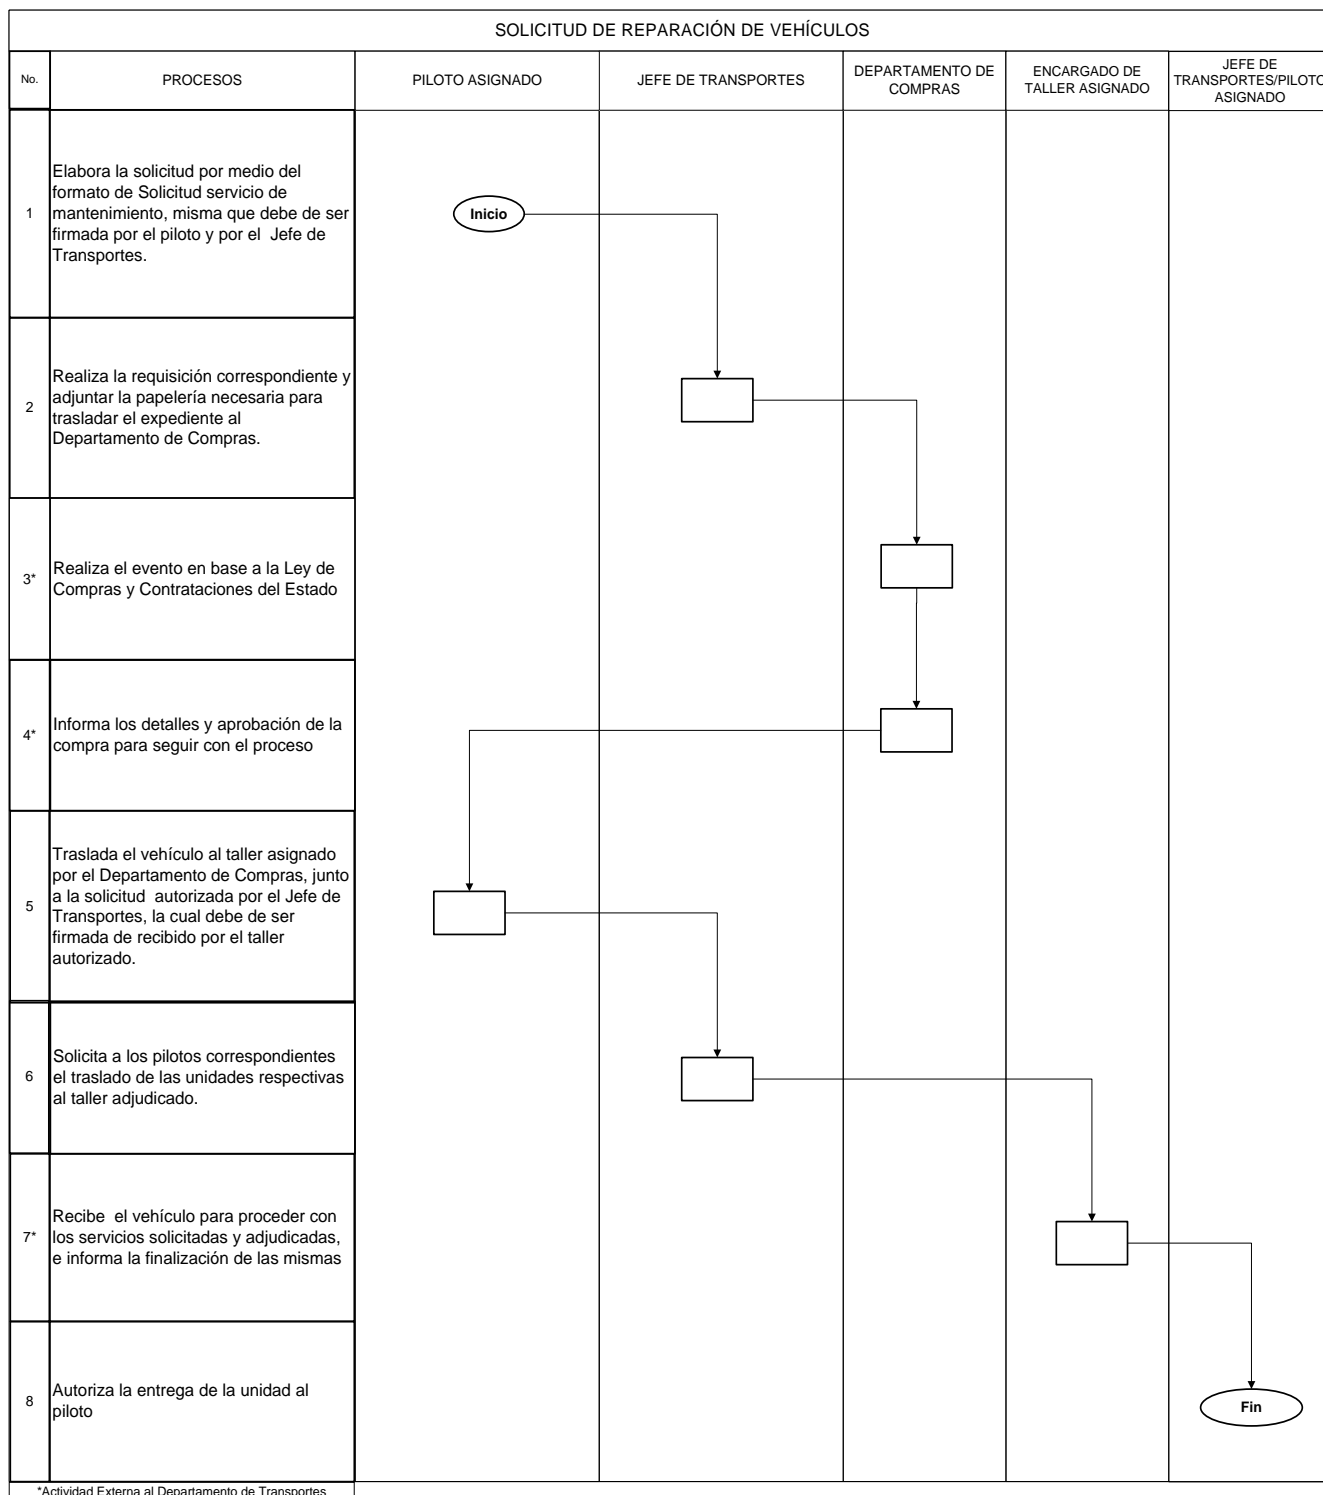 SOLICITUD DE REPARACIÓN DE VEHÍCULOS
No.
PROCESOS
PILOTO ASIGNADO
JEFE DE TRANSPORTES
DEPARTAMENTO DE
COMPRAS
ENCARGADO DE
TALLER ASIGNADO
JEFE DE
TRANSPORTES/PILOTO
ASIGNADO
1
Elabora la solicitud por medio del
formato de Solicitud servicio de
mantenimiento, misma que debe de ser
firmada por el piloto y por el  Jefe de
Transportes.
Inicio
2
Realiza la requisición correspondiente y
adjuntar la papelería necesaria para
trasladar el expediente al
Departamento de Compras.
3*
Realiza el evento en base a la Ley de
Compras y Contrataciones del Estado
4*
Informa los detalles y aprobación de la
compra para seguir con el proceso
5
Traslada el vehículo al taller asignado
por el Departamento de Compras, junto
a la solicitud  autorizada por el Jefe de
Transportes, la cual debe de ser
firmada de recibido por el taller
autorizado.
6
Solicita a los pilotos correspondientes
el traslado de las unidades respectivas
al taller adjudicado.
7*
Recibe  el vehículo para proceder con
los servicios solicitadas y adjudicadas,
e informa la finalización de las mismas
8
Autoriza la entrega de la unidad al
piloto
Fin
*Actividad Externa al Departamento de Transportes